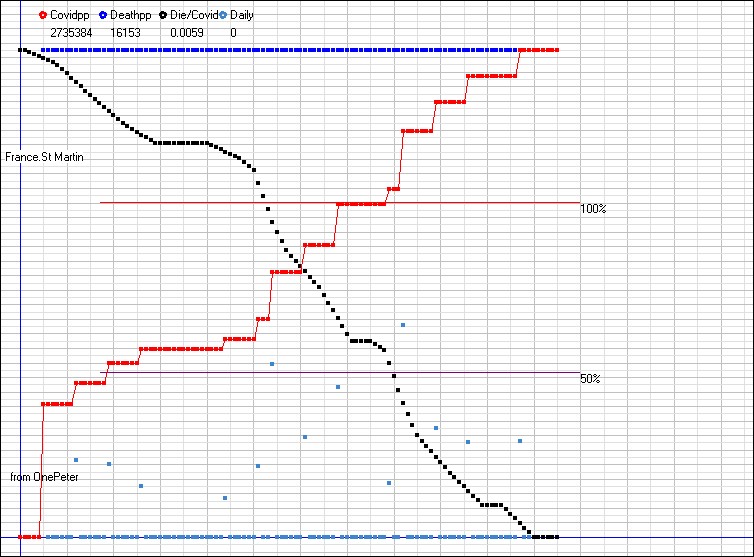 Covidpp Deathpp Die/Covid Daily
2735384 16153 0.0059 0
France.St Martin
100%
50%
from OnePeter